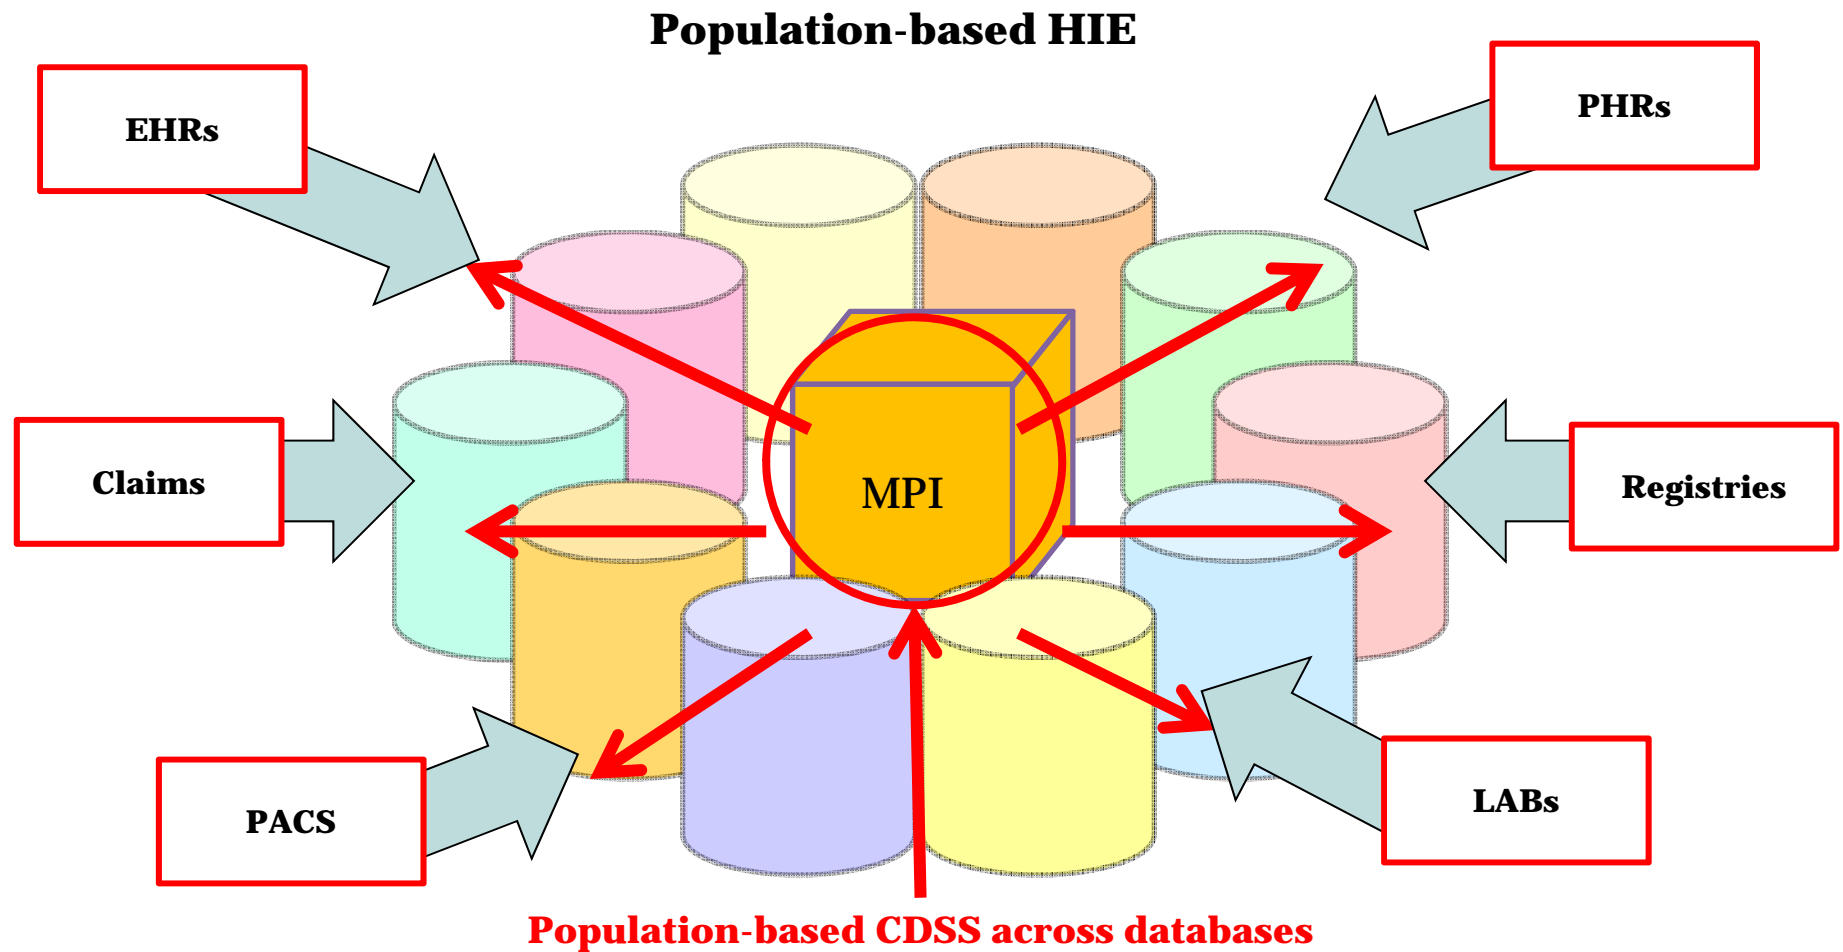 Population-based HIE
EHRs
PHRs
Claims
MPI
Registries
PACS
LABs
Population-based CDSS across databases